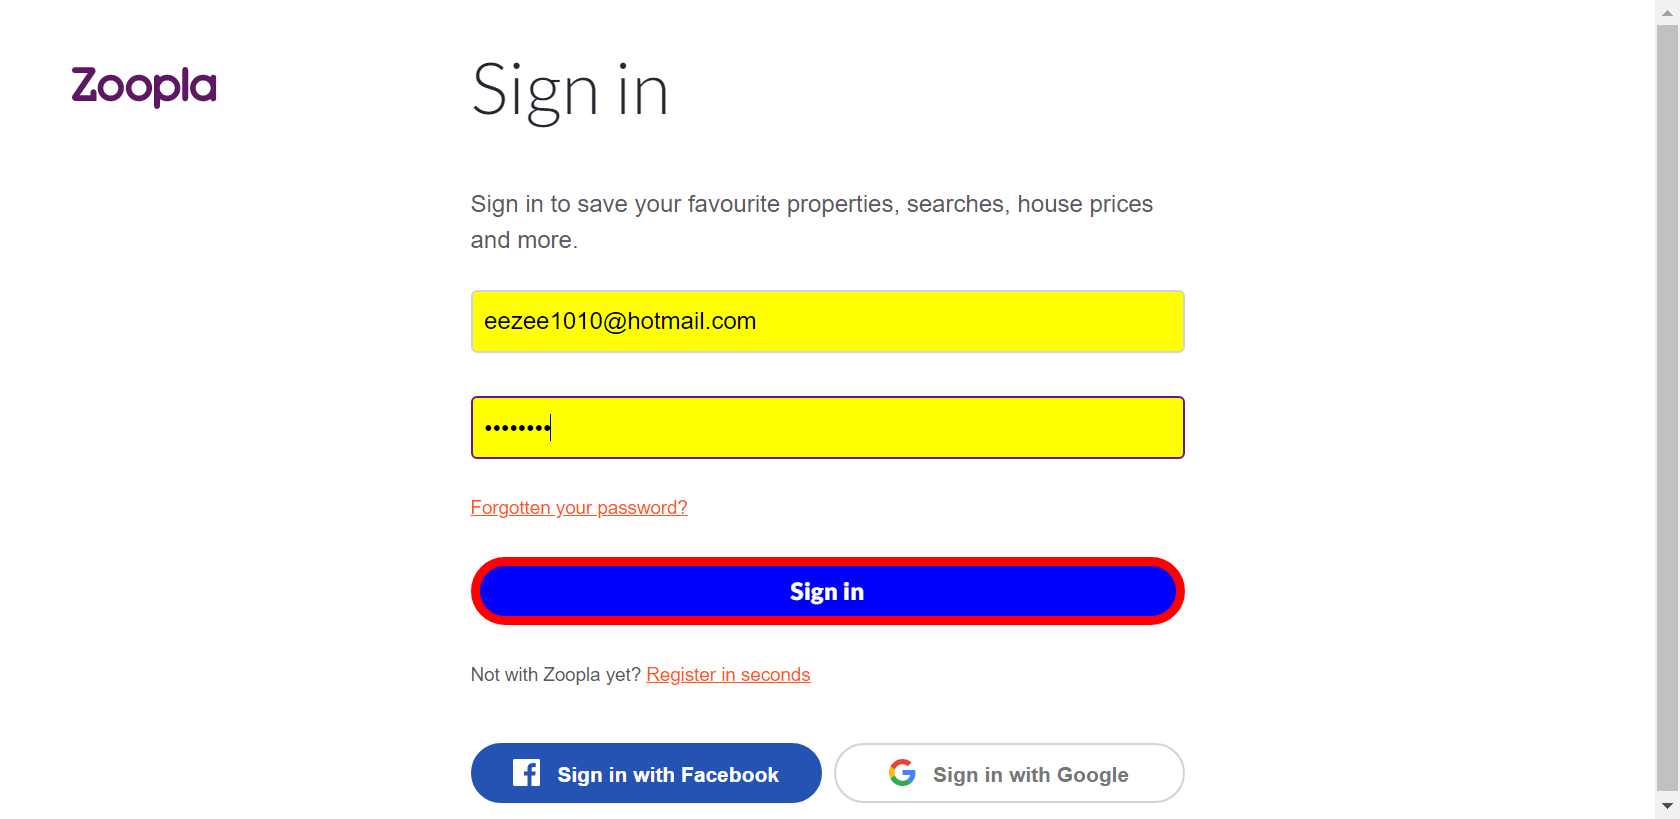 Zoopla
Sign in
Sign in to save your favourite properties, searches, house prices
and more.
eezee1010@hotmail.com
••••••••
Forgotten your password?
Sign in
Not with Zoopla yet? Register in seconds
Sign in with Facebook
Sign in with Google